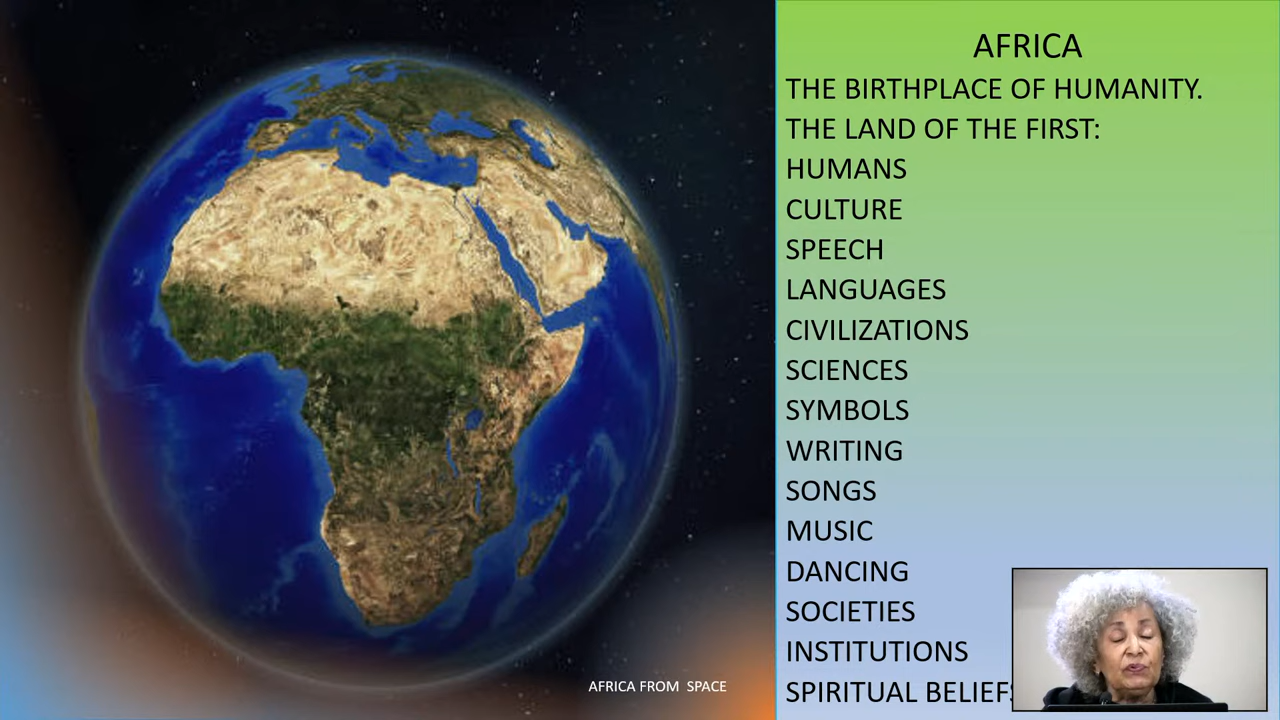 AFRICA
THE BIRTHPLACE OF HUMANITY.
THE LAND OF THE FIRST:
HUMANS
CULTURE
SPEECH
LANGUAGES
CIVILIZATIONS
SCIENCES
SYMBOLS
WRITING
SONGS
MUSIC
DANCING
SOCIETIES
INSTITUTIONS
SPIRITUAL BELIEFS
AFRICA FROM SPACE